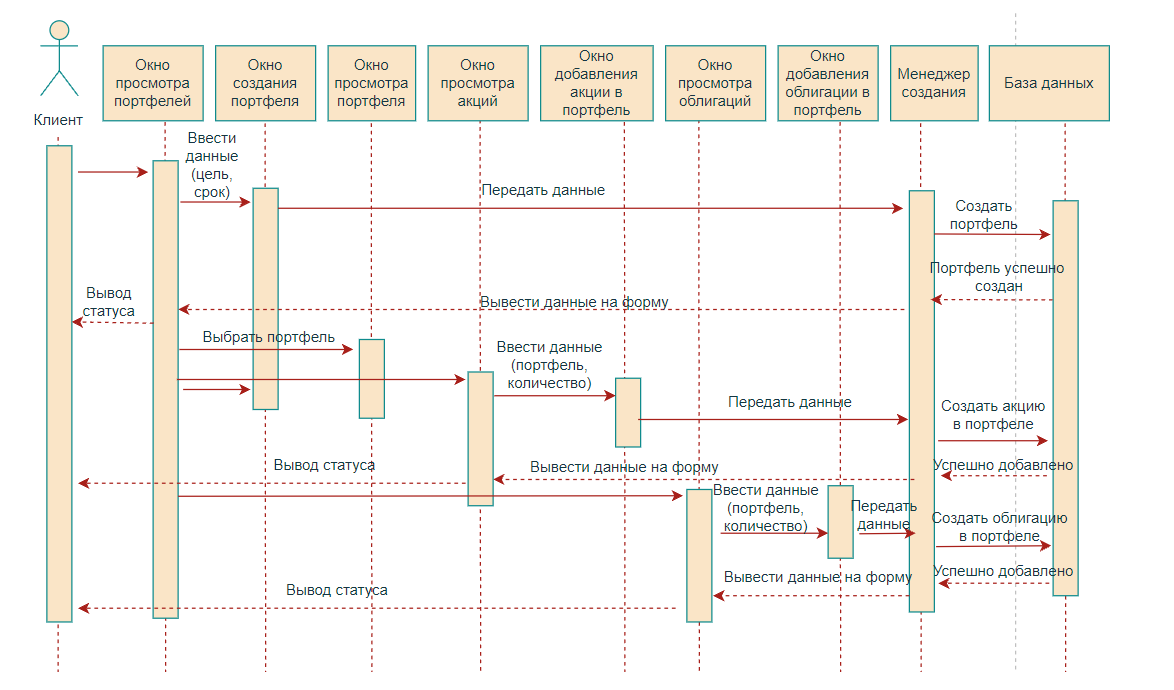 Клиент
Окно
просмотра
портфелей
Окно
создания
портфеля
Окно
просмотра
портфеля
Окно
просмотра
акций
Окно
добавления
акции в
портфель
Окно
просмотра
облигаций
Окно
добавления
облигации в
портфель
Менеджер
создания
База данных
Ввести
данные
(цель,
срок)
Передать данные
Создать
портфель
Портфель успешно
создан
Вывести данные на форму
Вывод
статуса
Выбрать портфель
Ввести данные
(портфель,
количество)
Передать данные
Создать акцию
в портфеле
Успешно добавлено
Вывести данные на форму
Вывод статуса
Ввести данные
(портфель,
количество)
Передать
данные
Создать облигацию
в портфеле
Успешно добавлено
Вывести данные на форму
Вывод статуса